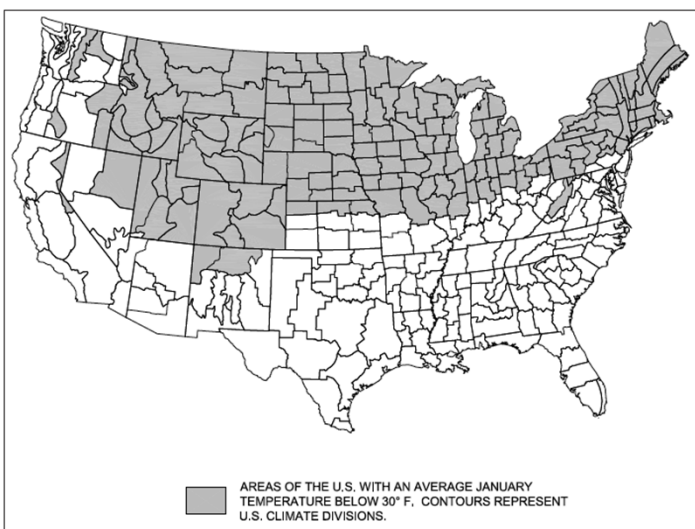 AREAS OF THE U.S. WITH AN AVERAGE JANUARY
TEMPERATURE BELOW 30° F, CONTOURS REPRESENT
U.S. CLIMATE DIVISIONS.